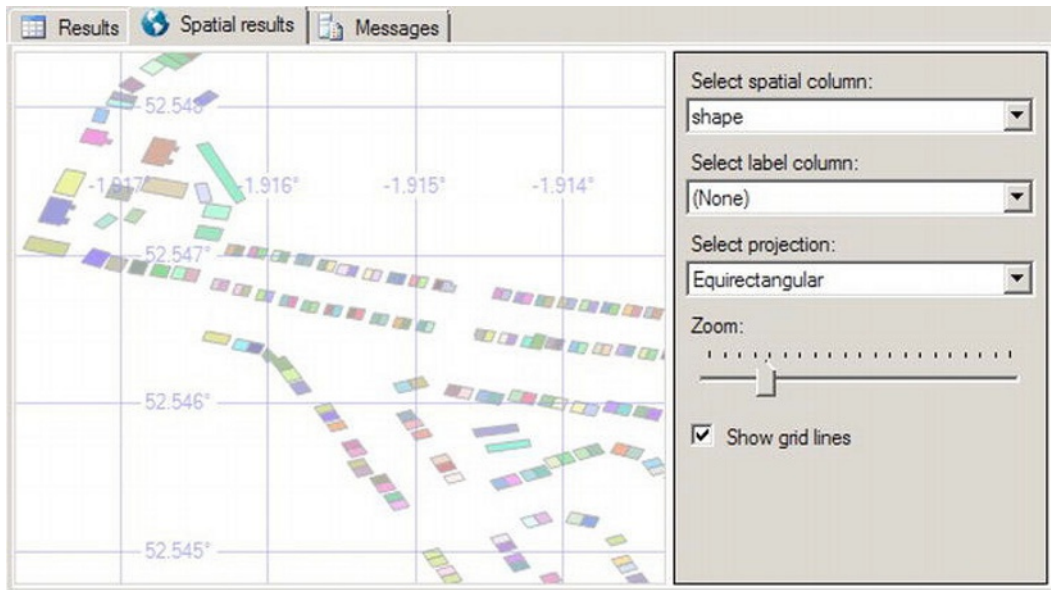 Results Spatial results Messages
52.548°
-1.917° -1.916° -1.915° -1.914°
52.547°
52.546°
52.545°
Select spatial column:
shape
Select label column:
(None)
Select projection:
Equirectangular
Zoom:
Show grid lines